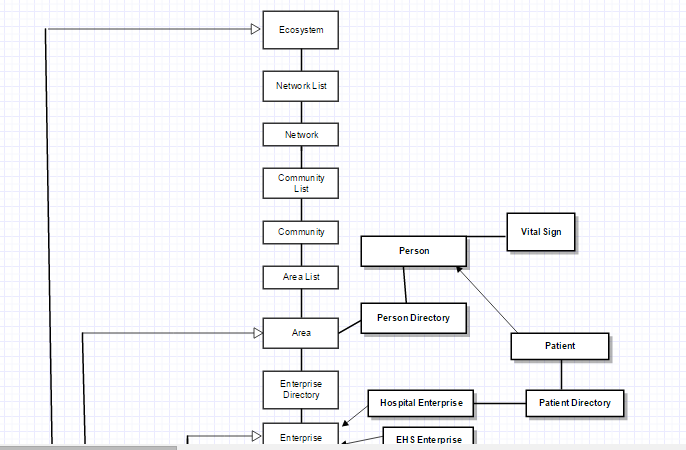 Ecosystem
Network List
Network
Community
List
Community
Vital Sign
Person
Area List
Person Directory
Area
Patient
Enterprise
Directory
Hospital Enterprise
Patient Directory
Enterprise
EHS Enterprise